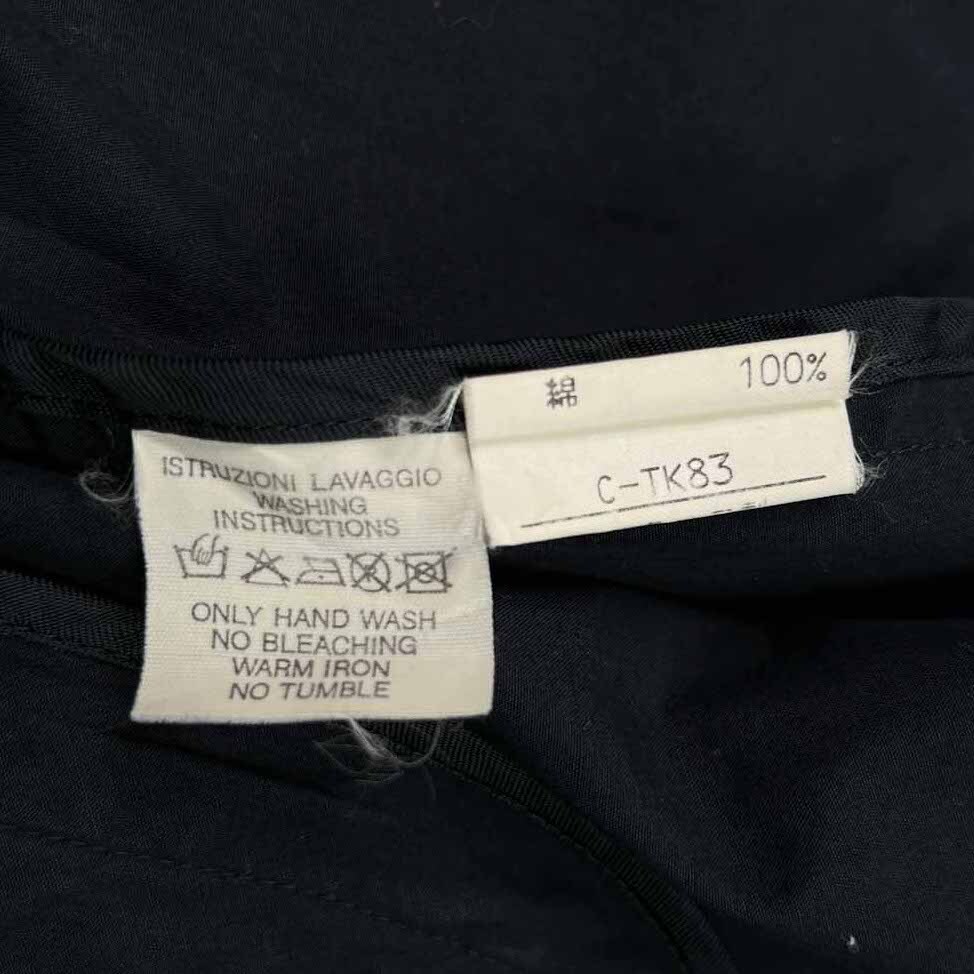 綿 100%
C-TK83
ISTRUZIONI LAVAGGIO
WASHING
INSTRUCTIONS
ONLY HAND WASH
NO BLEACHING
WARM IRON
NO TUMBLE